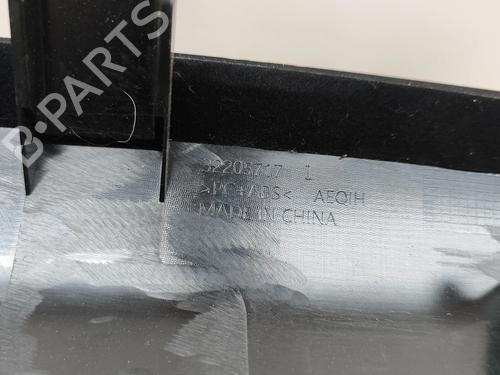 B-PARTS
32205717 1
>PC+ABS< AEQIH
MADE IN CHINA